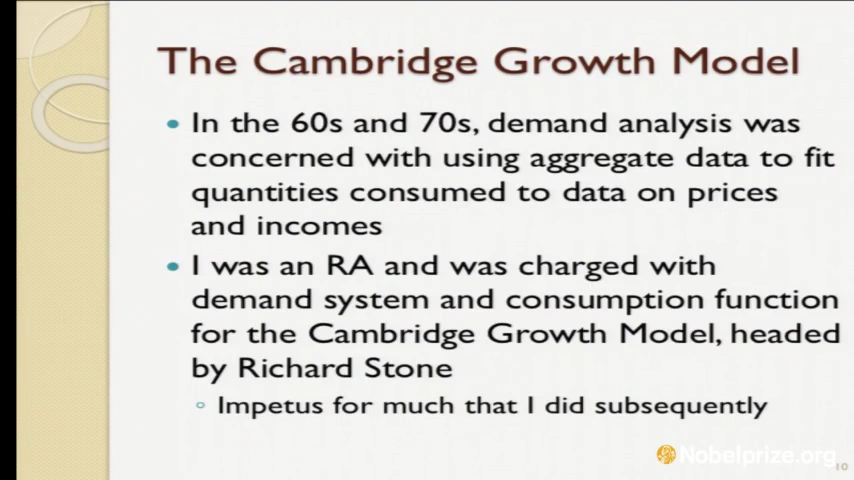 The Cambridge Growth Model
• In the 60s and 70s, demand analysis was
concerned with using aggregate data to fit
quantities consumed to data on prices
and incomes
• I was an RA and was charged with
demand system and consumption function
for the Cambridge Growth Model, headed
by Richard Stone
◦ Impetus for much that I did subsequently
Nobelprize.org
10